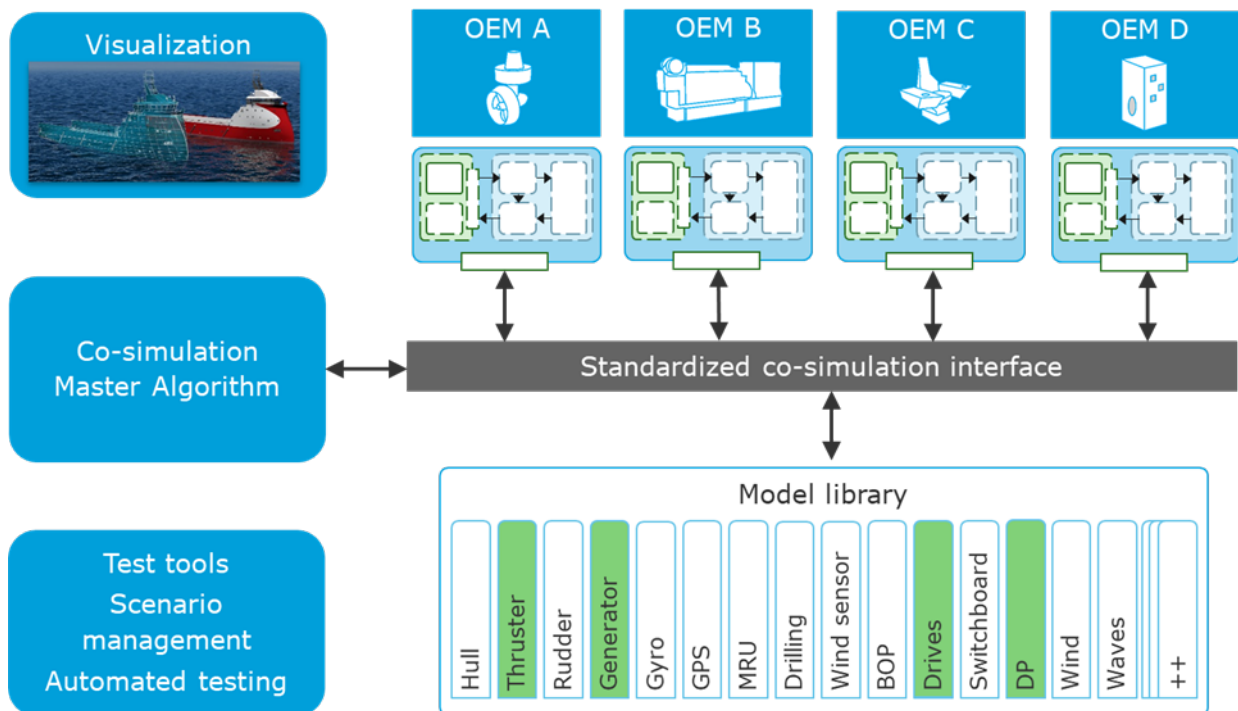 Visualization
OEM A
OEM B
OEM C
OEM D
Co-simulation
Master Algorithm
Standardized co-simulation interface
Test tools
Scenario
management
Automated testing
Model library
Hull
Thruster
Rudder
Generator
Gyro
GPS
MRU
Drilling
Wind sensor
BOP
Drives
Switchboard
DP
Wind
Waves
++